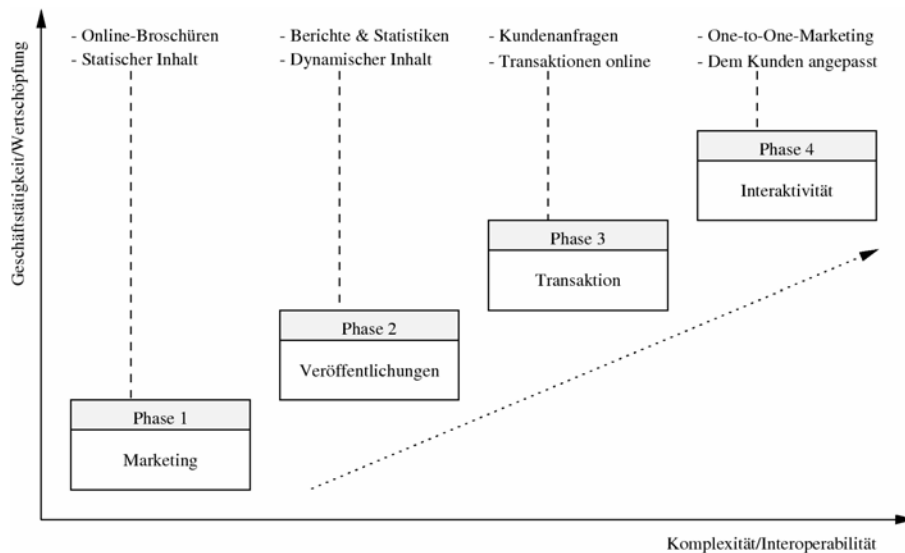 - Online-Broschüren
- Statischer Inhalt
- Berichte & Statistiken
- Dynamischer Inhalt
- Kundenanfragen
- Transaktionen online
- One-to-One-Marketing
- Dem Kunden angepasst
Geschäftstätigkeit/Wertschöpfung
Phase 4
Interaktivität
Phase 3
Transaktion
Phase 2
Veröffentlichungen
Phase 1
Marketing
Komplexität/Interoperabilität